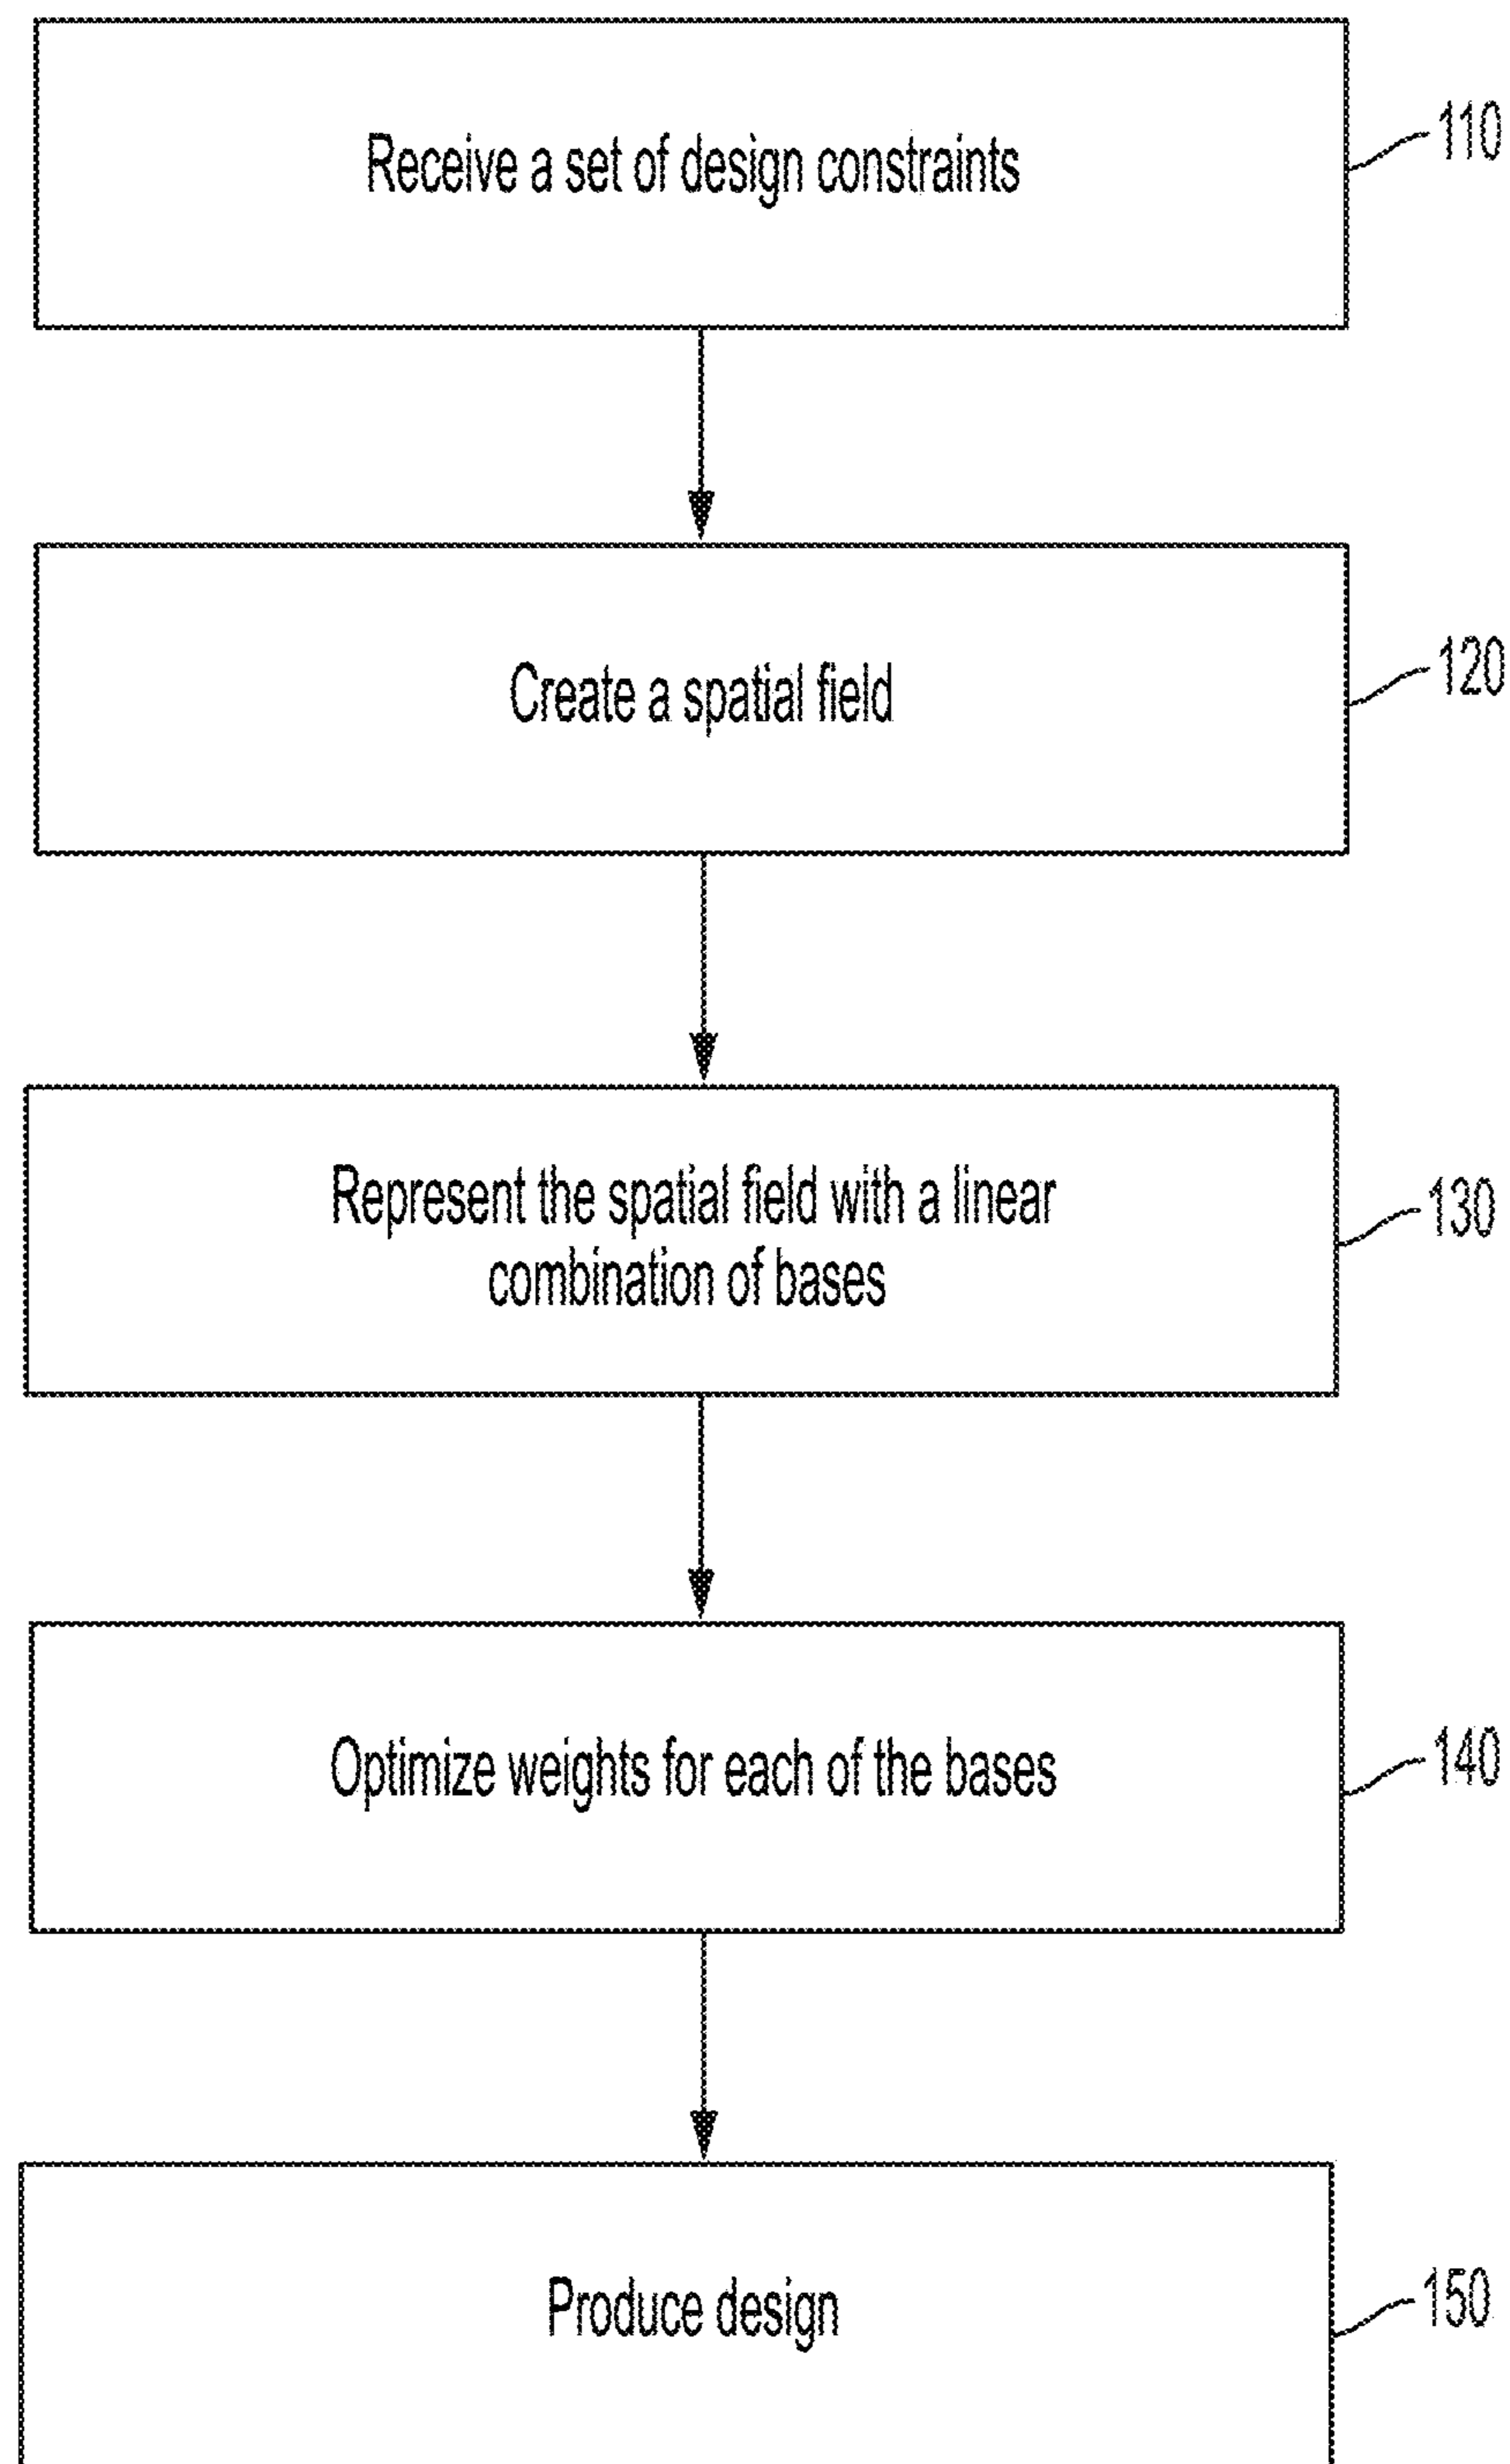 Receive a set of design constraints
110
Create a spatial field
120
Represent the spatial field with a linear
combination of bases
130
Optimize weights for each of the bases
140
Produce design
150